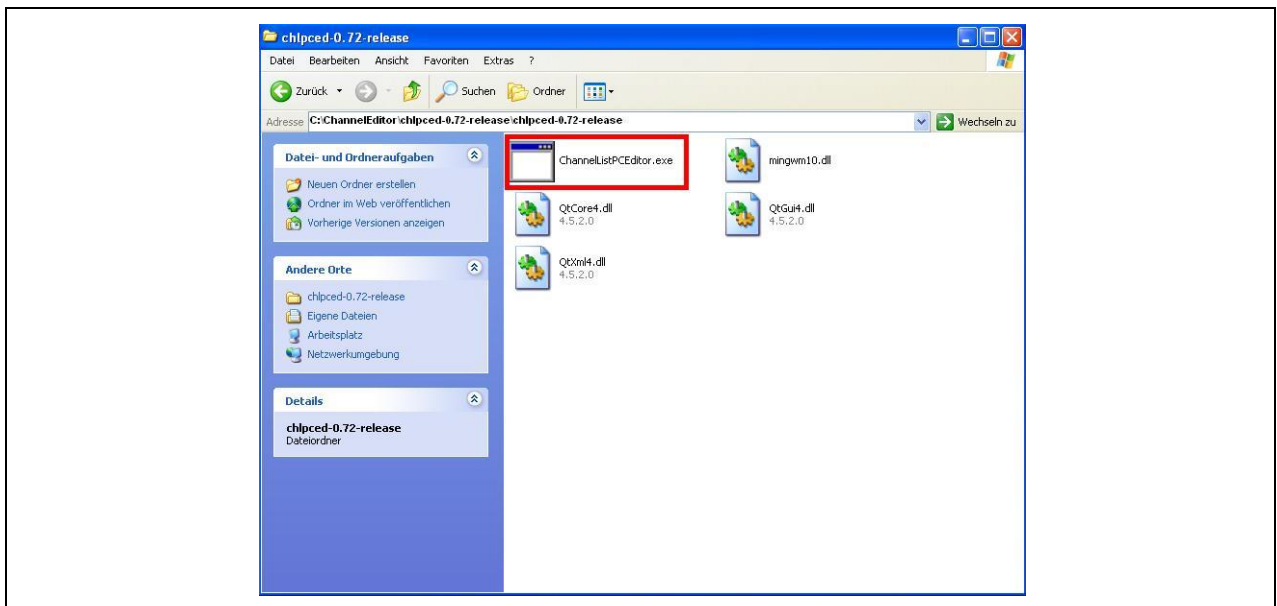 chlpced-0.72-release
Datei Bearbeiten Ansicht Favoriten Extras ?
Zurück Suchen Ordner
Adresse C:\ChannelEditor\chlpced-0.72-release\chlpced-0.72-release Wechseln zu
Datei- und Ordneraufgaben
Neuen Ordner erstellen
Ordner im Web veröffentlichen
Vorherige Versionen anzeigen
Andere Orte
chlpced-0.72-release
Eigene Dateien
Arbeitsplatz
Netzwerkumgebung
Details
chlpced-0.72-release
Dateiordner
ChannelListPCEditor.exe
mingwm10.dll
QtCore4.dll
4.5.2.0
QtGui4.dll
4.5.2.0
QtXml4.dll
4.5.2.0